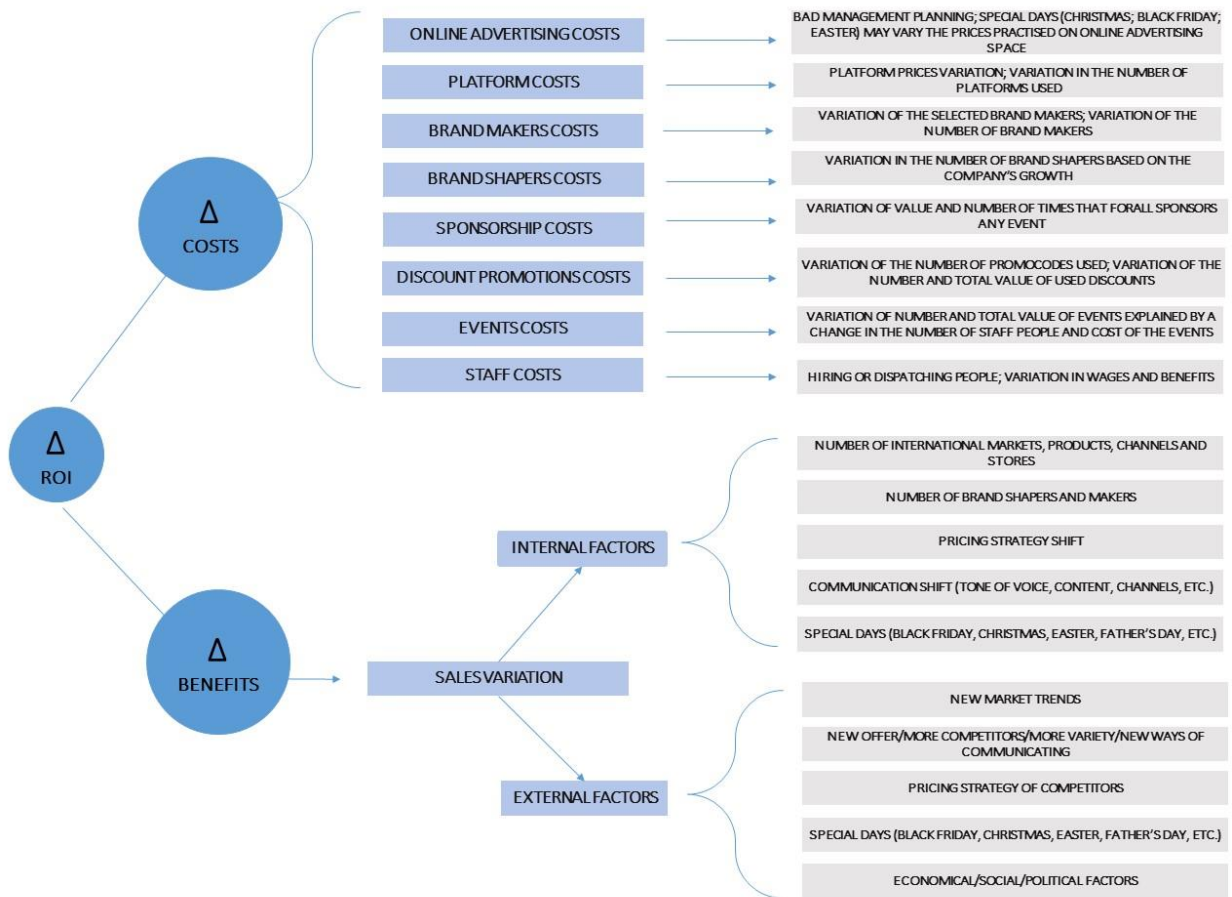 Δ
COSTS
Δ
ROI
Δ
BENEFITS
ONLINE ADVERTISING COSTS
BAD MANAGEMENT PLANNING; SPECIAL DAYS (CHRISTMAS; BLACK FRIDAY;
EASTER) MAY VARY THE PRICES PRACTISED ON ONLINE ADVERTISING
SPACE
PLATFORM COSTS
PLATFORM PRICES VARIATION; VARIATION IN THE NUMBER OF
PLATFORMS USED
BRAND MAKERS COSTS
VARIATION OF THE SELECTED BRAND MAKERS; VARIATION OF THE
NUMBER OF BRAND MAKERS
BRAND SHAPERS COSTS
VARIATION IN THE NUMBER OF BRAND SHAPERS BASED ON THE
COMPANY'S GROWTH
SPONSORSHIP COSTS
VARIATION OF VALUE AND NUMBER OF TIMES THAT FORALL SPONSORS
ANY EVENT
DISCOUNT PROMOTIONS COSTS
VARIATION OF THE NUMBER OF PROMOCODES USED; VARIATION OF THE
NUMBER AND TOTAL VALUE OF USED DISCOUNTS
EVENTS COSTS
VARIATION OF NUMBER AND TOTAL VALUE OF EVENTS EXPLAINED BY A
CHANGE IN THE NUMBER OF STAFF PEOPLE AND COST OF THE EVENTS
STAFF COSTS
HIRING OR DISPATCHING PEOPLE; VARIATION IN WAGES AND BENEFITS
SALES VARIATION
INTERNAL FACTORS
NUMBER OF INTERNATIONAL MARKETS, PRODUCTS, CHANNELS AND
STORES
NUMBER OF BRAND SHAPERS AND MAKERS
PRICING STRATEGY SHIFT
COMMUNICATION SHIFT (TONE OF VOICE, CONTENT, CHANNELS, ETC.)
SPECIAL DAYS (BLACK FRIDAY, CHRISTMAS, EASTER, FATHER'S DAY, ETC.)
EXTERNAL FACTORS
NEW MARKET TRENDS
NEW OFFER/MORE COMPETITORS/MORE VARIETY/NEW WAYS OF
COMMUNICATING
PRICING STRATEGY OF COMPETITORS
SPECIAL DAYS (BLACK FRIDAY, CHRISTMAS, EASTER, FATHER'S DAY, ETC.)
ECONOMICAL/SOCIAL/POLITICAL FACTORS